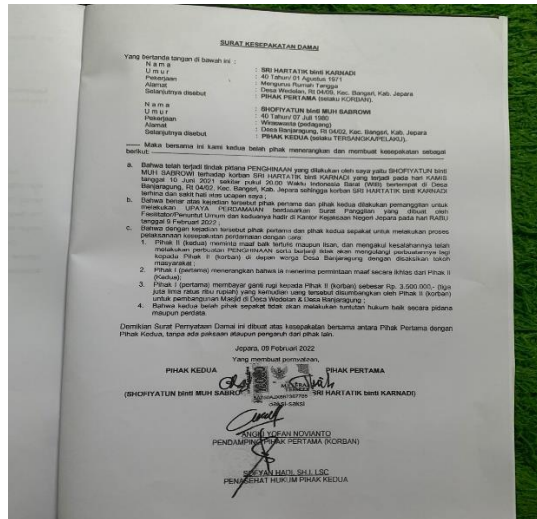 SURAT KESEPAKATAN DAMAI
Yang bertanda tangan di bawah ini :
N a m a : SRI HARTATIK binti KARNADI
U m u r : 40 Tahun/ 01 Agustus 1971
Pekerjaan : Mengurus Rumah Tangga
Alamat : Desa Wedelan, Rt 04/09, Kec. Bangsri, Kab. Jepara
Selanjutnya disebut : PIHAK PERTAMA (selaku KORBAN).
N a m a : SHOFIYATUN binti MUH SABROWI
U m u r : 40 Tahun/ 07 Juli 1980
Pekerjaan : Wiraswasta (pedagang)
Alamat : Desa Banjaragung, Rt 04/02, Kec. Bangsri, Kab. Jepara
Selanjutnya disebut : PIHAK KEDUA (selaku TERSANGKA/PELAKU).
Maka bersama ini kami kedua belah pihak menerangkan dan membuat kesepakatan sebagai
berikut:
a. Bahwa telah terjadi tindak pidana PENGHINAAN yang dilakukan oleh saya yaitu SHOFIYATUN binti
MUH SABROWI terhadap korban SRI HARTATIK binti KARNADI yang terjadi pada hari KAMIS
tanggal 10 Juni 2021 sekitar pukul 20.00 Waktu Indonesia Barat (WIB) bertempat di Desa
Banjaragung, Rt 04/02, Kec. Bangsri, Kab. Jepara sehingga korban SRI HARTATIK binti KARNADI
terhina dan sakit hati atas ucapan saya ;
b. Bahwa benar atas kejadian tersebut pihak pertama dan pihak kedua dilakukan pemanggilan untuk
melakukan UPAYA PERDAMAIAN berdasarkan Surat Panggilan yang dibuat oleh
Fasilitator/Penuntut Umum dan keduanya hadir di Kantor Kejaksaan Negeri Jepara pada hari RABU
tanggal 9 Februari 2022 ;
c. Bahwa dengan kejadian tersebut pihak pertama dan pihak kedua sepakat untuk melakukan proses
pelaksanaan kesepakatan perdamaian dengan cara:
1. Pihak II (kedua) meminta maaf baik tertulis maupun lisan, dan mengakui kesalahannya telah
melakukan perbuatan PENGHINAAN serta berjanji tidak akan mengulangi perbuatannya lagi
kepada Pihak II (korban) di depan warga Desa Banjaragung dengan disaksikan tokoh
masyarakat ;
2. Pihak I (pertama) menerangkan bahwa ia menerima permintaan maaf secara ikhlas dari Pihak II
(Kedua);
3. Pihak I (pertama) membayar ganti rugi kepada Pihak II (korban) sebesar Rp. 3.500.000,- (tiga
juta lima ratus ribu rupiah) yang kemudian uang tersebut disumbangkan oleh Pihak II (korban)
untuk pembangunan Masjid di Desa Wedelan & Desa Banjaragung ;
4. Bahwa kedua belah pihak sepakat tidak akan melakukan tuntutan hukum baik secara pidana
maupun perdata.
Demikian Surat Pernyataan Damai ini dibuat atas kesepakatan bersama antara Pihak Pertama dengan
Pihak Kedua, tanpa ada paksaan ataupun pengaruh dari pihak lain.
Jepara, 09 Februari 2022
Yang membuat pernyataan,
PIHAK KEDUA PIHAK PERTAMA
(SHOFIYATUN binti MUH SABROWI) (SRI HARTATIK binti KARNADI)
saksi-saksi
ANGKI YOFAN NOVIANTO
PENDAMPING PIHAK PERTAMA (KORBAN)
SOFYAN HADI, SH.I, LSC
PENASEHAT HUKUM PIHAK KEDUA